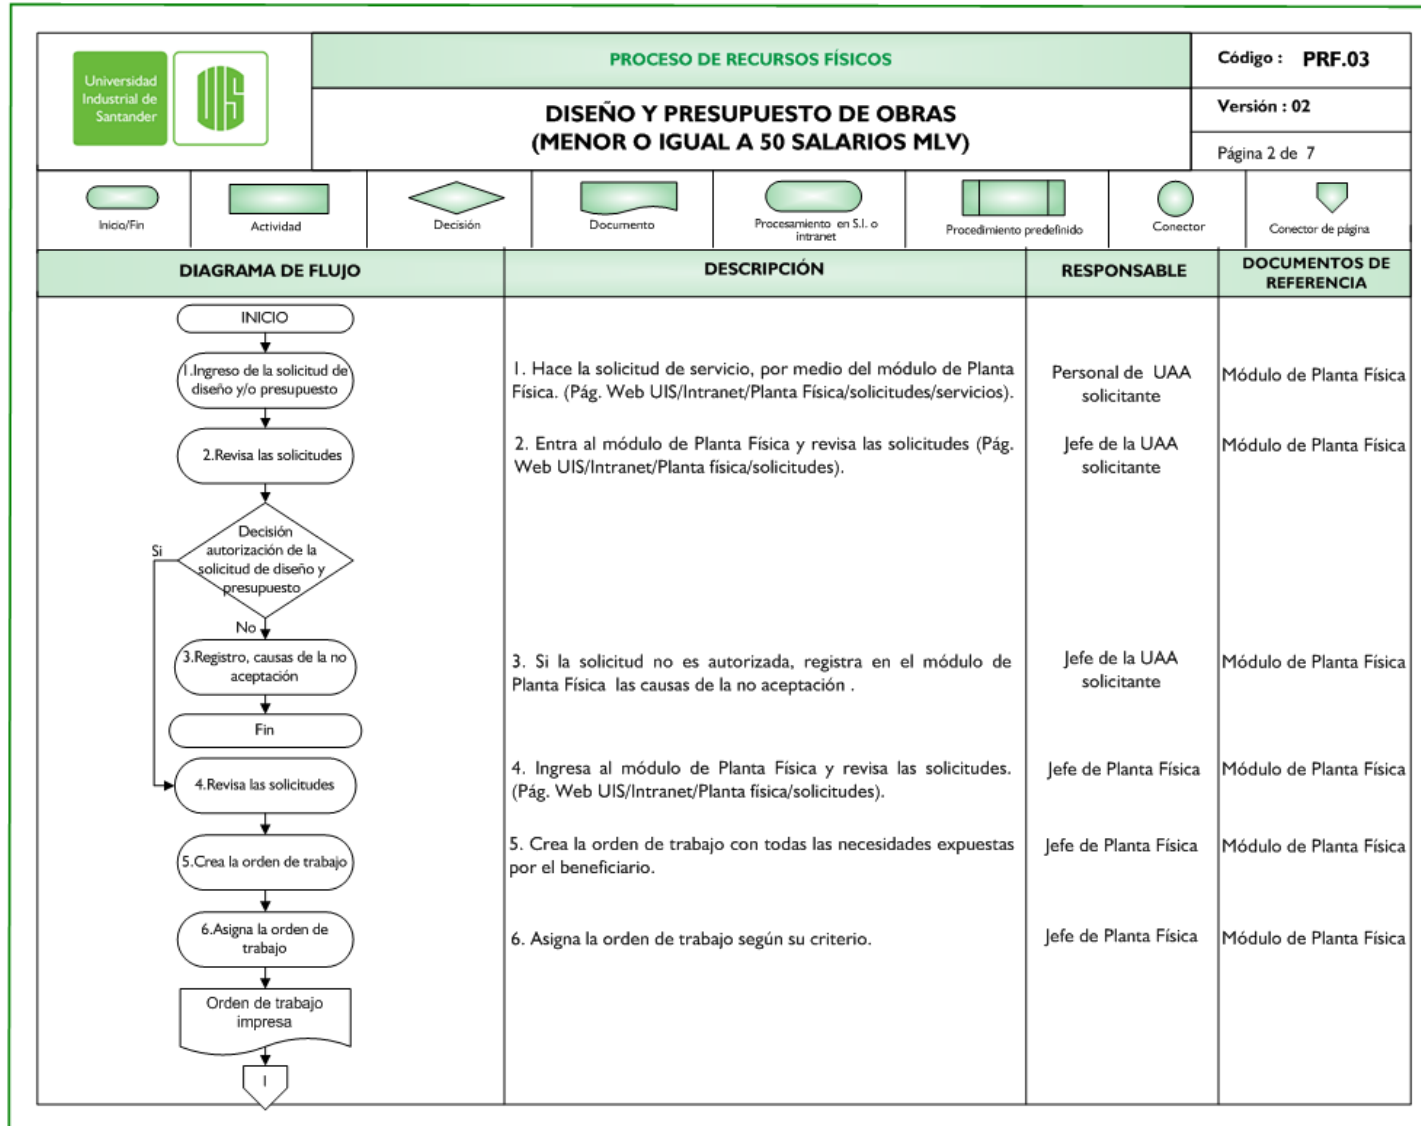 Universidad
Industrial de
Santander
UIS
PROCESO DE RECURSOS FÍSICOS
DISEÑO Y PRESUPUESTO DE OBRAS
(MENOR O IGUAL A 50 SALARIOS MLV)
Código : PRF.03
Versión : 02
Página 2 de 7
Inicio/Fin
Actividad
Decisión
Documento
Procesamiento en S.I. o
intranet
Procedimiento predefinido
Conector
Conector de página
DIAGRAMA DE FLUJO
DESCRIPCIÓN
RESPONSABLE
DOCUMENTOS DE
REFERENCIA
INICIO
1.Ingreso de la solicitud de
diseño y/o presupuesto
1. Hace la solicitud de servicio, por medio del módulo de Planta
Física. (Pág. Web UIS/Intranet/Planta Física/solicitudes/servicios).
Personal de UAA
solicitante
Módulo de Planta Física
2.Revisa las solicitudes
2. Entra al módulo de Planta Física y revisa las solicitudes (Pág.
Web UIS/Intranet/Planta física/solicitudes).
Jefe de la UAA
solicitante
Módulo de Planta Física
Decisión
autorización de la
solicitud de diseño y
presupuesto
Si
No
3.Registro, causas de la no
aceptación
3. Si la solicitud no es autorizada, registra en el módulo de
Planta Física las causas de la no aceptación .
Jefe de la UAA
solicitante
Módulo de Planta Física
Fin
4.Revisa las solicitudes
4. Ingresa al módulo de Planta Física y revisa las solicitudes.
(Pág. Web UIS/Intranet/Planta física/solicitudes).
Jefe de Planta Física
Módulo de Planta Física
5.Crea la orden de trabajo
5. Crea la orden de trabajo con todas las necesidades expuestas
por el beneficiario.
Jefe de Planta Física
Módulo de Planta Física
6.Asigna la orden de
trabajo
6. Asigna la orden de trabajo según su criterio.
Jefe de Planta Física
Módulo de Planta Física
Orden de trabajo
impresa
1